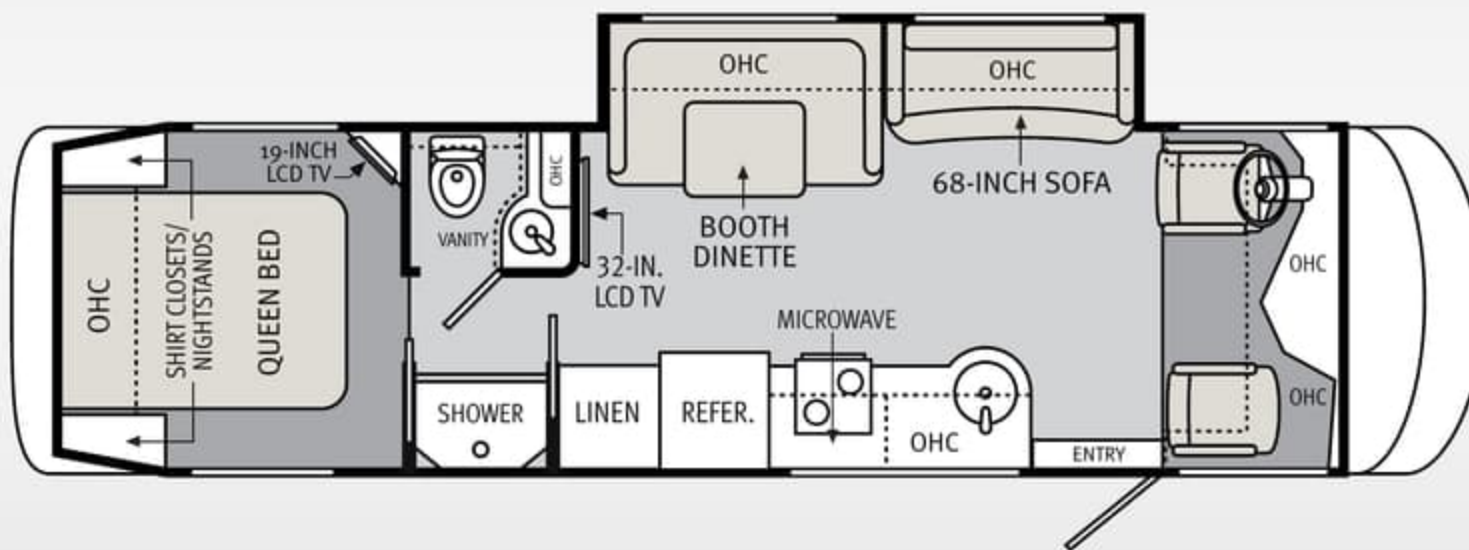 OHC
OHC
19-INCH
LCD TV
OHC
VANITY
68-INCH SOFA
BOOTH
DINETTE
32-IN.
LCD TV
OHC
SHIRT CLOSETS/
NIGHTSTANDS
QUEEN BED
OHC
MICROWAVE
SHOWER
LINEN
REFER.
OHC
ENTRY
OHC